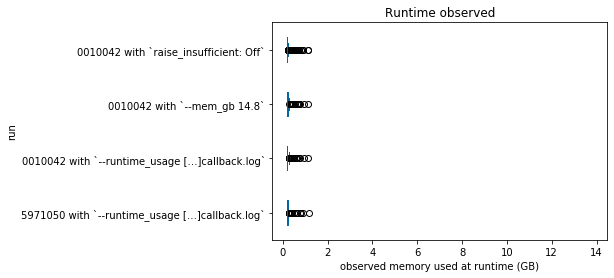 Runtime observed
0010042 with `raise_insufficient: Off`
0010042 with `--mem_gb 14.8`
0010042 with `--runtime_usage [...]callback.log`
5971050 with `--runtime_usage [...]callback.log`
run
0 2 4 6 8 10 12 14
observed memory used at runtime (GB)